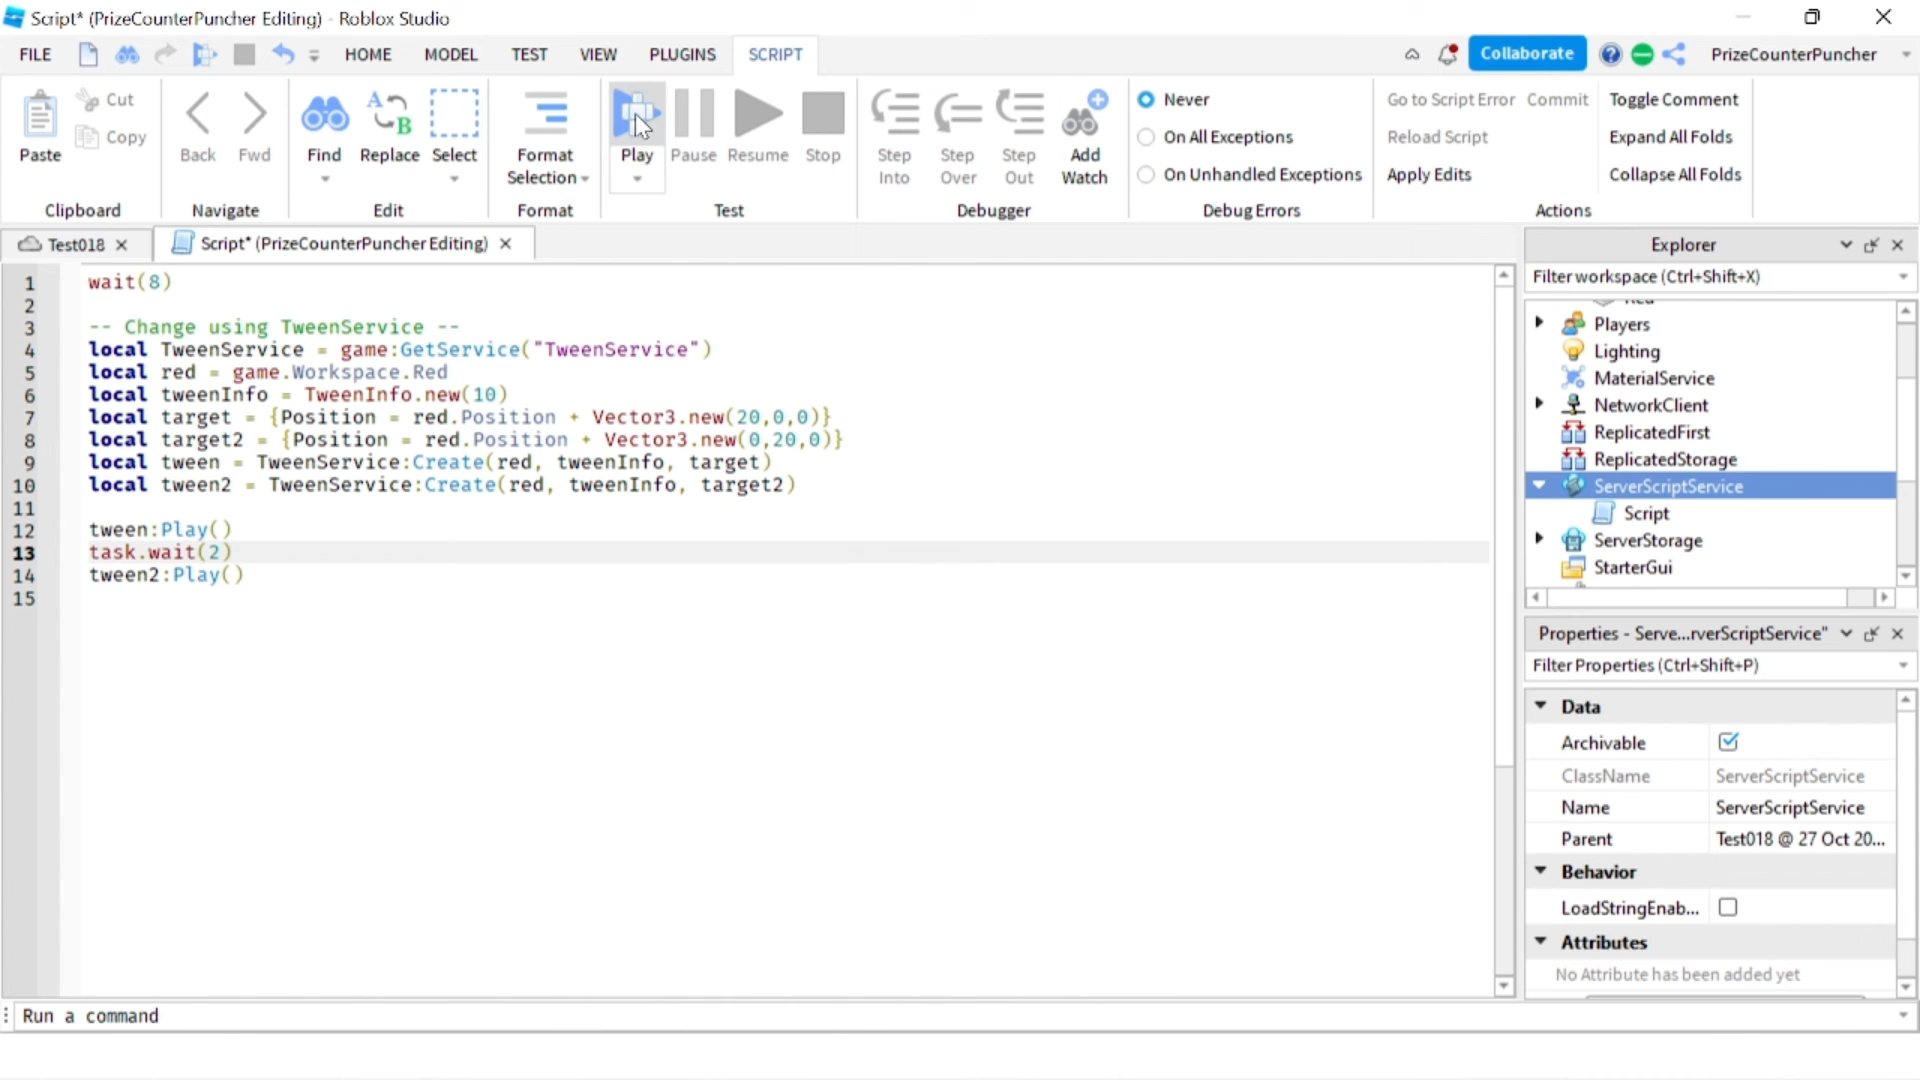 Script* (PrizeCounterPuncher Editing) - Roblox Studio
FILE HOME MODEL TEST VIEW PLUGINS SCRIPT Collaborate PrizeCounterPuncher
Paste Cut Copy
Clipboard
Back Fwd
Navigate
Find Replace Select
Edit
Format
Selection
Format
Play Pause Resume Stop
Test
Step
Into
Step
Over
Step
Out
Add
Watch
Debugger
Never
On All Exceptions
On Unhandled Exceptions
Debug Errors
Go to Script Error Commit Toggle Comment
Reload Script Expand All Folds
Apply Edits Collapse All Folds
Actions
Test018 Script* (PrizeCounterPuncher Editing)
1 wait(8)
2
3 -- Change using TweenService --
4 local TweenService = game:GetService("TweenService")
5 local red = game.Workspace.Red
6 local tweenInfo = TweenInfo.new(10)
7 local target = {Position = red.Position + Vector3.new(20,0,0)}
8 local target2 = {Position = red.Position + Vector3.new(0,20,0)}
9 local tween = TweenService:Create(red, tweenInfo, target)
10 local tween2 = TweenService:Create(red, tweenInfo, target2)
11
12 tween:Play()
13 task.wait(2)
14 tween2:Play()
15
Explorer
Filter workspace (Ctrl+Shift+X)
Players
Lighting
MaterialService
NetworkClient
ReplicatedFirst
ReplicatedStorage
ServerScriptService
Script
ServerStorage
StarterGui
Properties - Serve...rverScriptService"
Filter Properties (Ctrl+Shift+P)
Data
Archivable
ClassName ServerScriptService
Name ServerScriptService
Parent Test018 @ 27 Oct 20...
Behavior
LoadStringEnab...
Attributes
No Attribute has been added yet
Run a command